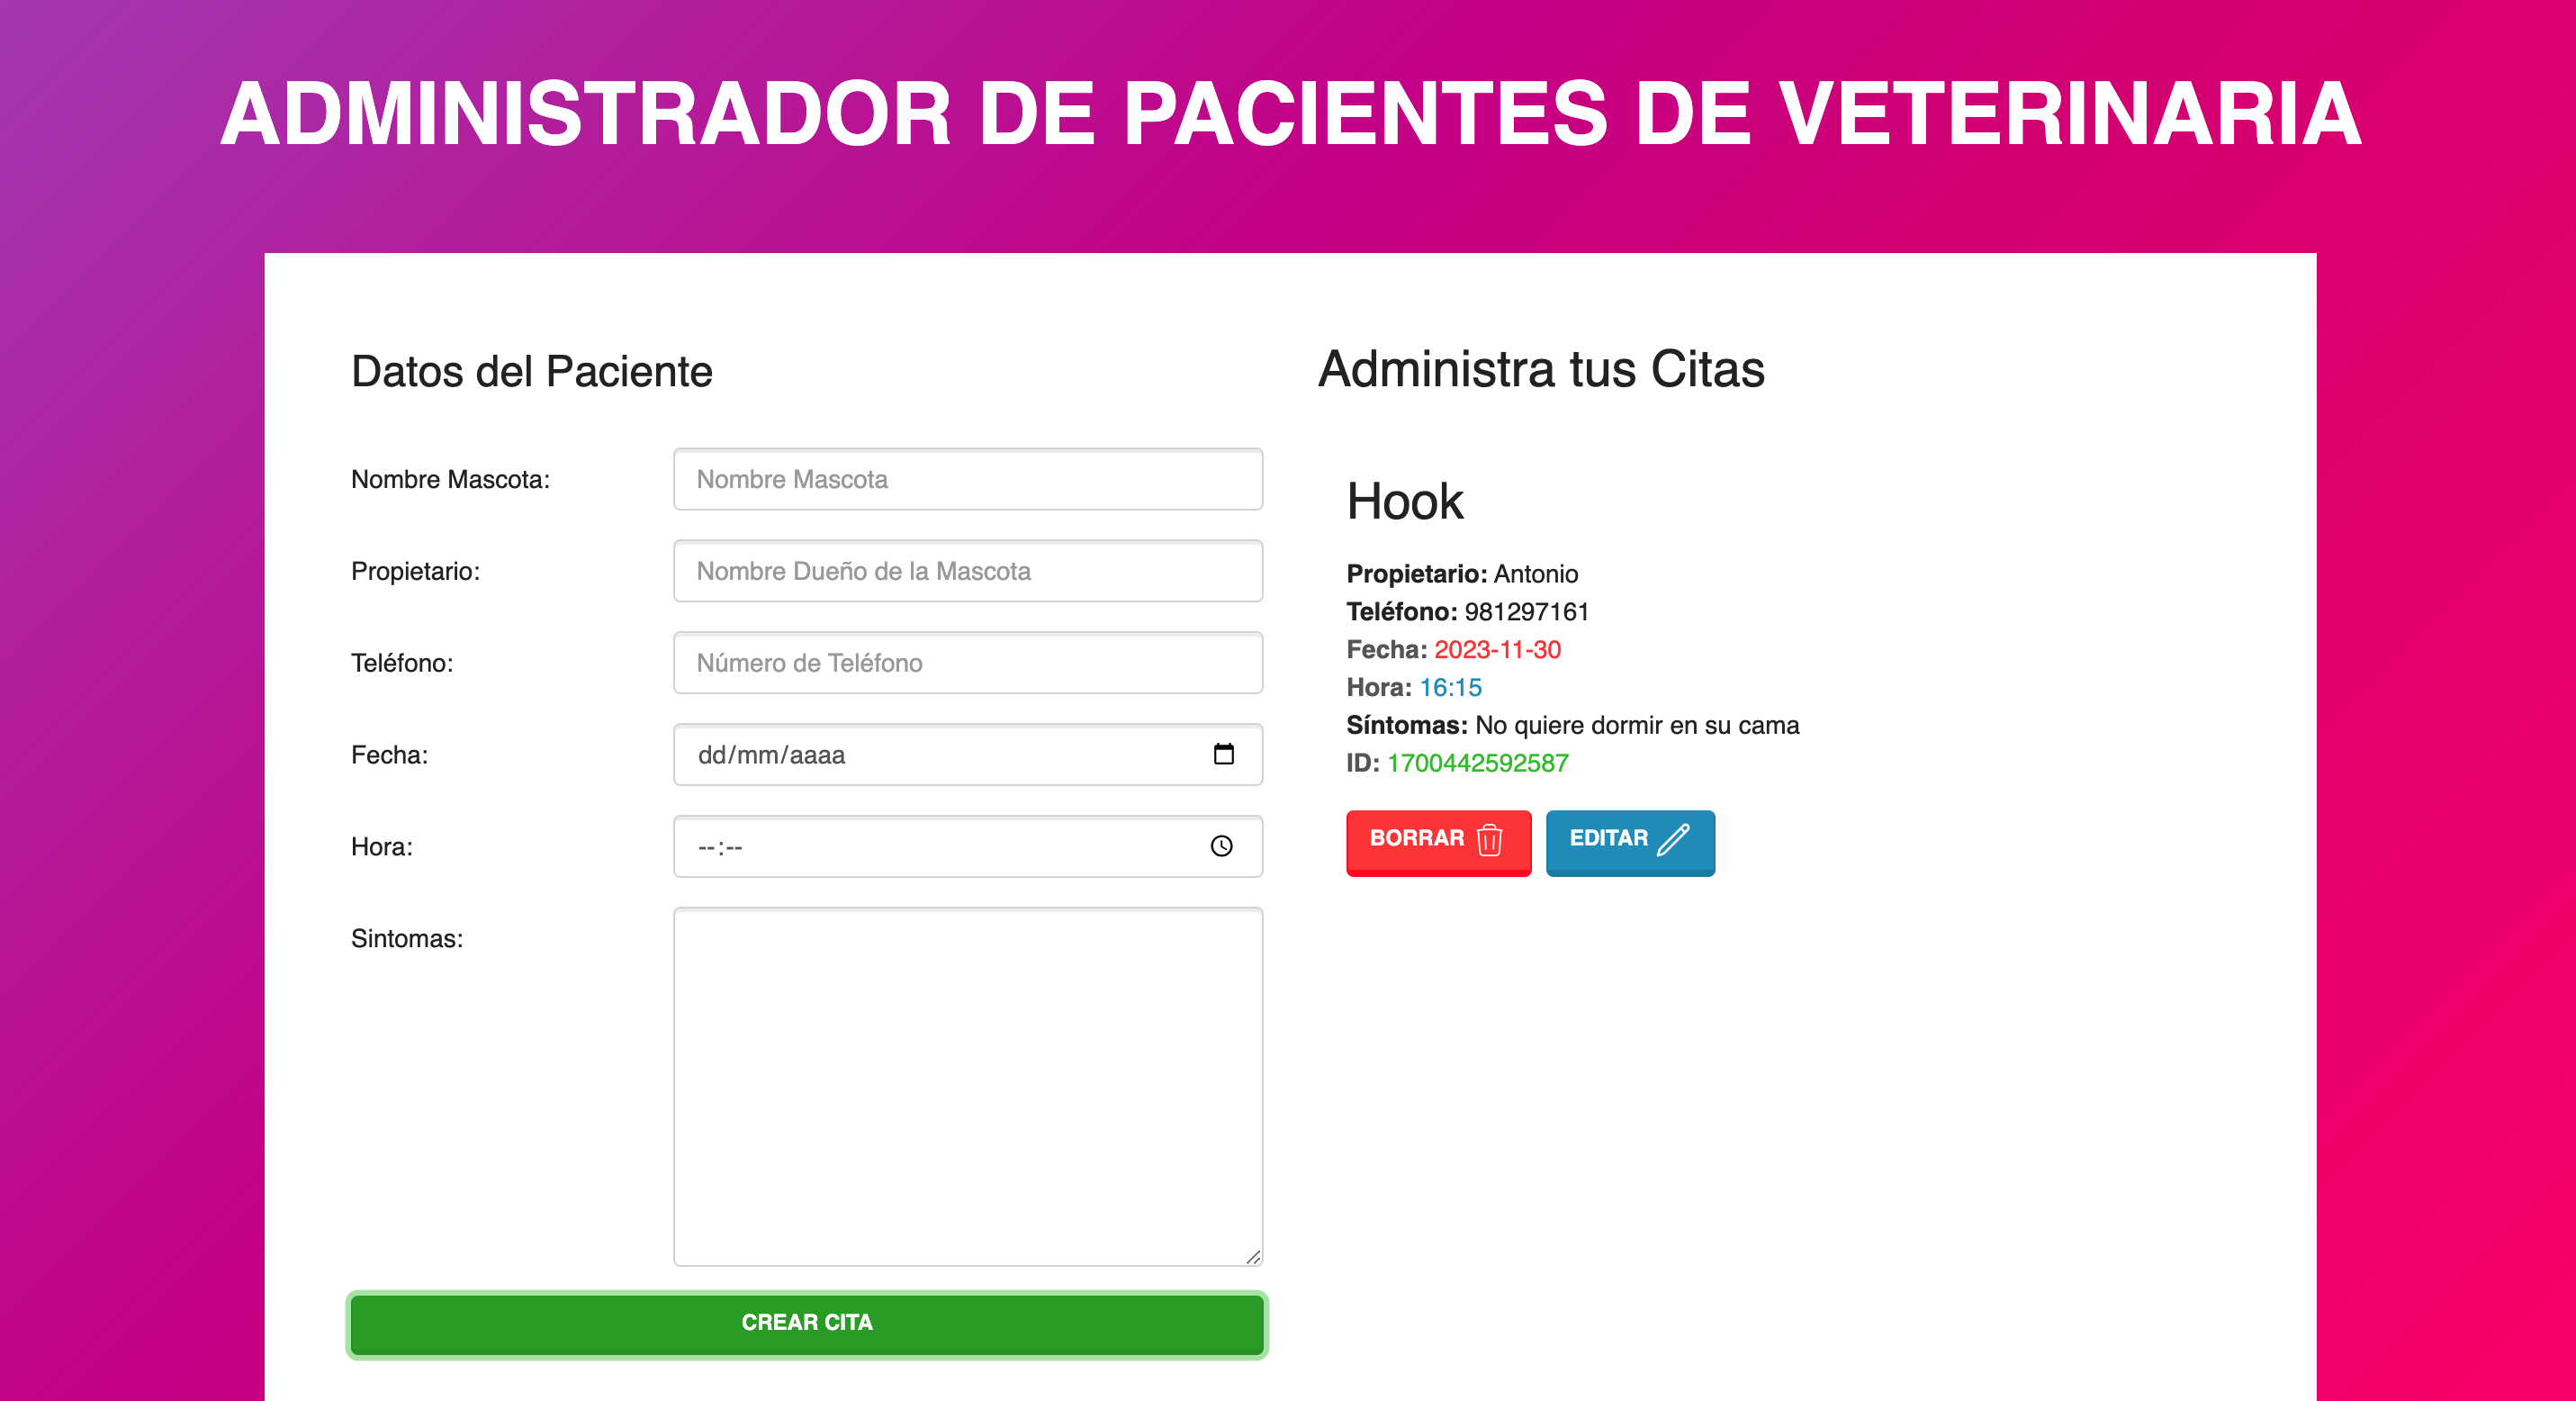 ADMINISTRADOR DE PACIENTES DE VETERINARIA
Datos del Paciente
Nombre Mascota:
Nombre Mascota
Propietario:
Nombre Dueño de la Mascota
Teléfono:
Número de Teléfono
Fecha:
dd/mm/aaaa
Hora:
--:--
Sintomas:
CREAR CITA
Administra tus Citas
Hook
Propietario: Antonio
Teléfono: 981297161
Fecha: 2023-11-30
Hora: 16:15
Síntomas: No quiere dormir en su cama
ID: 1700442592587
BORRAR
EDITAR